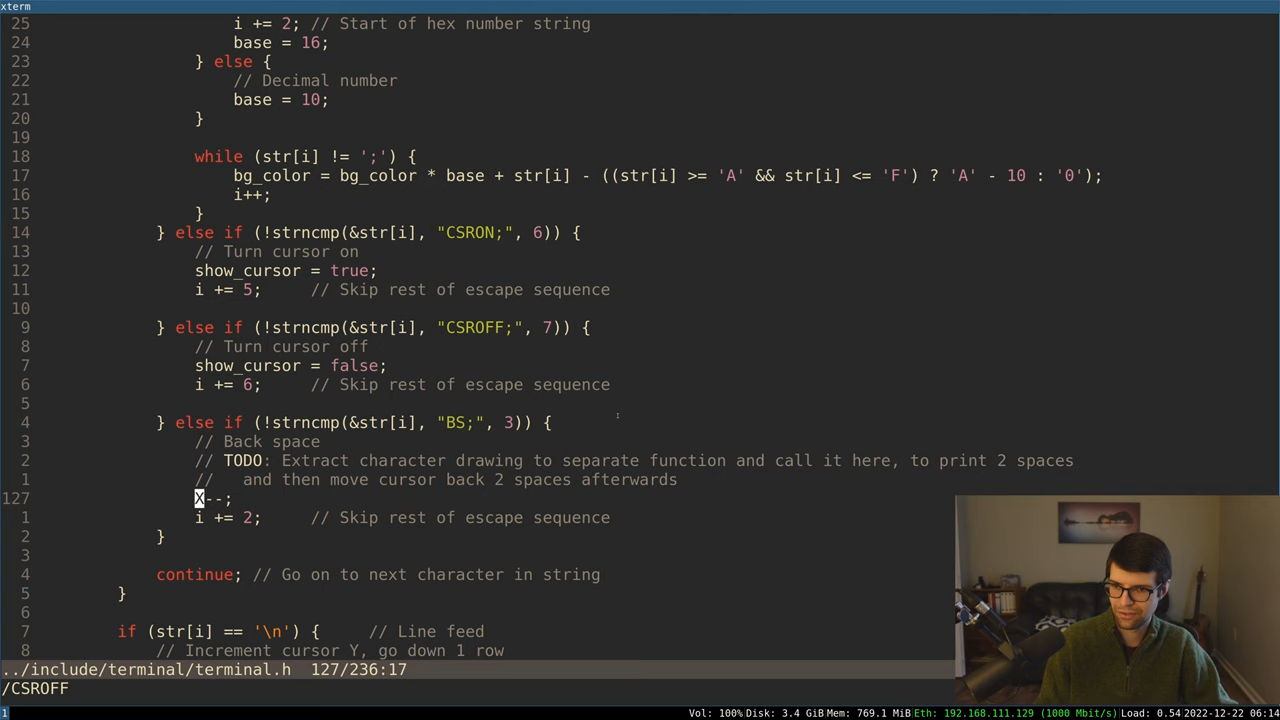 xterm
25 i += 2; // Start of hex number string
24 base = 16;
23 } else {
22 // Decimal number
21 base = 10;
20 }
19
18 while (str[i] != ';') {
17 bg_color = bg_color * base + str[i] - ((str[i] >= 'A' && str[i] <= 'F') ? 'A' - 10 : '0');
16 i++;
15 }
14 } else if (!strncmp(&str[i], "CSRON;", 6)) {
13 // Turn cursor on
12 show_cursor = true;
11 i += 5; // Skip rest of escape sequence
10
9 } else if (!strncmp(&str[i], "CSROFF;", 7)) {
8 // Turn cursor off
7 show_cursor = false;
6 i += 6; // Skip rest of escape sequence
5
4 } else if (!strncmp(&str[i], "BS;", 3)) {
3 // Back space
2 // TODO: Extract character drawing to separate function and call it here, to print 2 spaces
1 // and then move cursor back 2 spaces afterwards
127 X--;
1 i += 2; // Skip rest of escape sequence
2 }
3
4 continue; // Go on to next character in string
5 }
6
7 if (str[i] == '\n') { // Line feed
8 // Increment cursor Y, go down 1 row
../include/terminal/terminal.h 127/236:17
/CSROFF
1 Vol: 100% Disk: 3.4 GiB Mem: 769.1 MiB Eth: 192.168.111.129 (1000 Mbit/s) Load: 0.54 2022-12-22 06:14